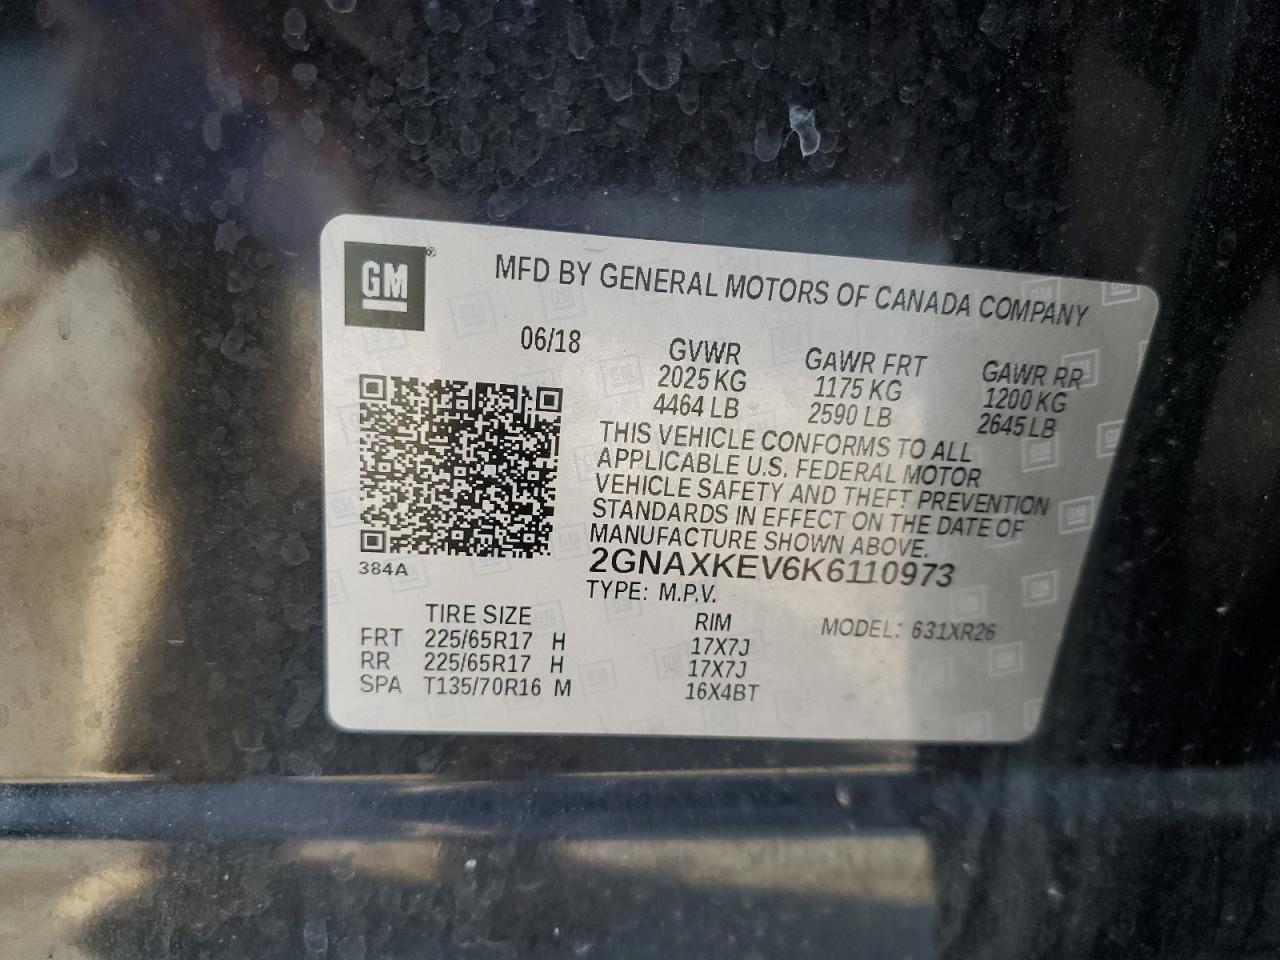 GM
MFD BY GENERAL MOTORS OF CANADA COMPANY
06/18
GVWR GAWR FRT GAWR RR
2025 KG 1175 KG 1200 KG
4464 LB 2590 LB 2645 LB
THIS VEHICLE CONFORMS TO ALL
APPLICABLE U.S. FEDERAL MOTOR
VEHICLE SAFETY AND THEFT PREVENTION
STANDARDS IN EFFECT ON THE DATE OF
MANUFACTURE SHOWN ABOVE.
384A
2GNAXKEV6K6110973
TYPE: M.P.V.
TIRE SIZE RIM MODEL: 631XR26
FRT 225/65R17 H 17X7J
RR 225/65R17 H 17X7J
SPA T135/70R16 M 16X4BT